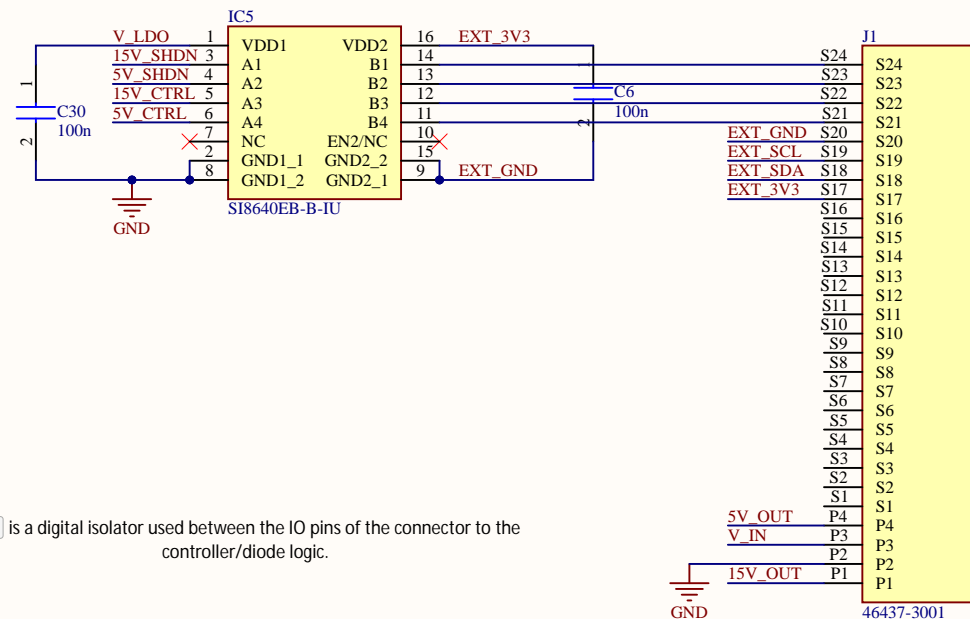 IC5
V_LDO 1 VDD1 VDD2 16 EXT_3V3
15V_SHDN 3 A1 B1 14
5V_SHDN 4 A2 B2 13
15V_CTRL 5 A3 B3 12
5V_CTRL 6 A4 B4 11
7 NC EN2/NC 10
2 GND1_1 GND2_2 15
8 GND1_2 GND2_1 9 EXT_GND
SI8640EB-B-IU
1
C30
100n
2
GND
1
C6
100n
2
J1
S24 S24
S23 S23
S22 S22
S21 S21
EXT_GND S20 S20
EXT_SCL S19 S19
EXT_SDA S18 S18
EXT_3V3 S17 S17
S16 S16
S15 S15
S14 S14
S13 S13
S12 S12
S11 S11
S10 S10
S9 S9
S8 S8
S7 S7
S6 S6
S5 S5
S4 S4
S3 S3
S2 S2
S1 S1
5V_OUT P4 P4
V_IN P3 P3
P2 P2
15V_OUT P1 P1
GND
46437-3001
is a digital isolator used between the IO pins of the connector to the
controller/diode logic.